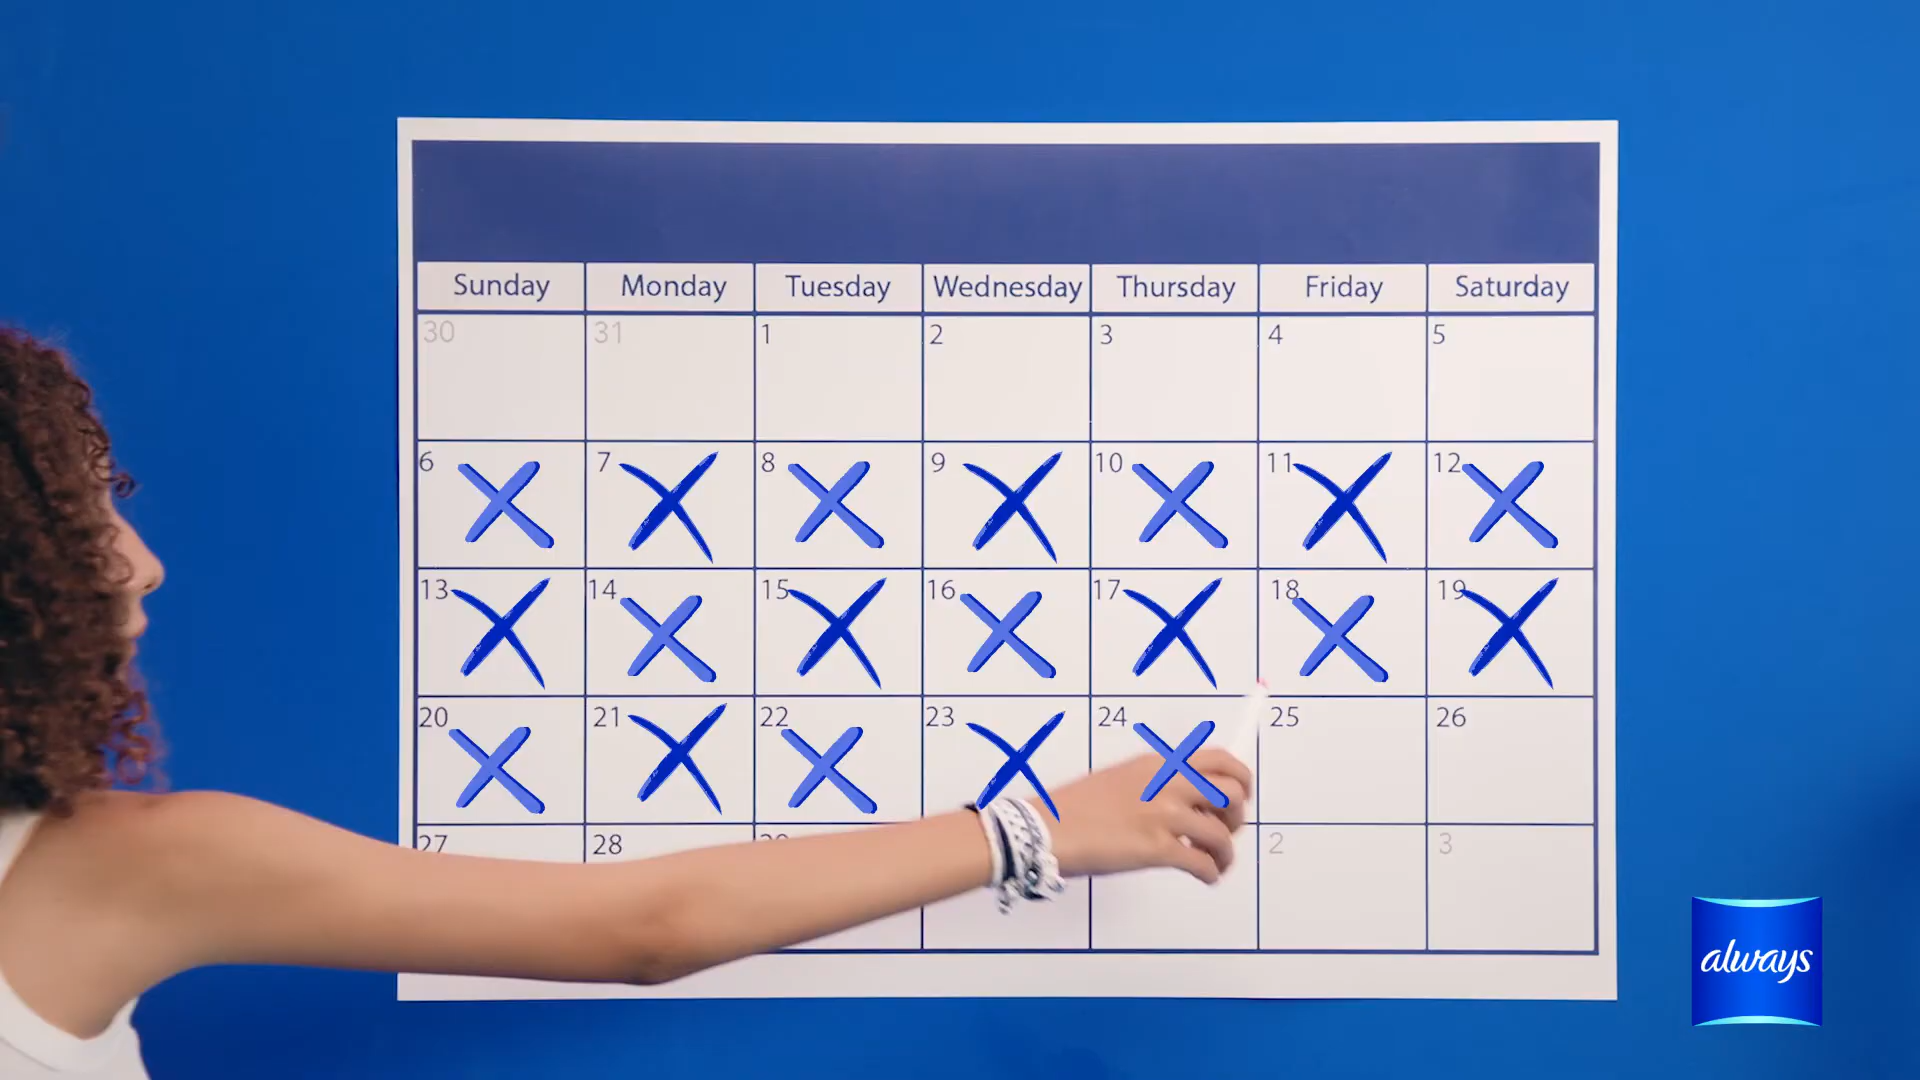 Sunday Monday Tuesday Wednesday Thursday Friday Saturday
30 31 1 2 3 4 5
6 7 8 9 10 11 12
13 14 15 16 17 18 19
20 21 22 23 24 25 26
27 28 2 3
always